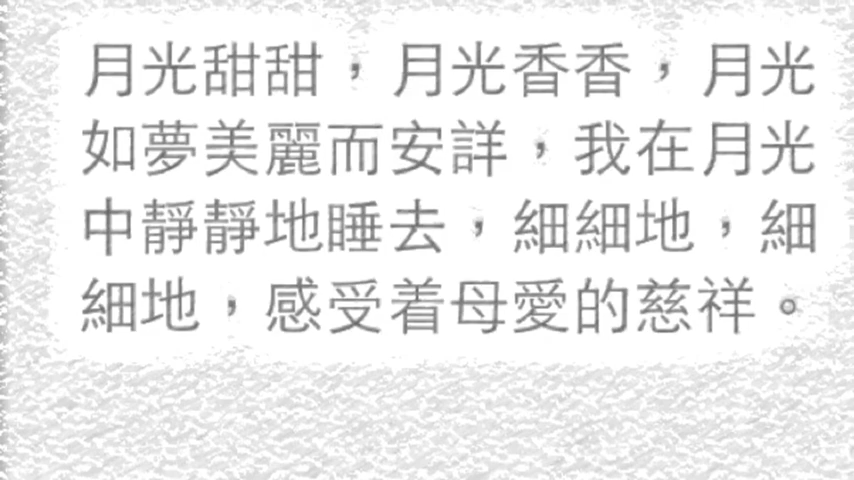 月光甜甜，月光香香，月光
如夢美麗而安詳，我在月光
中靜靜地睡去，細細地，細
細地，感受着母愛的慈祥。